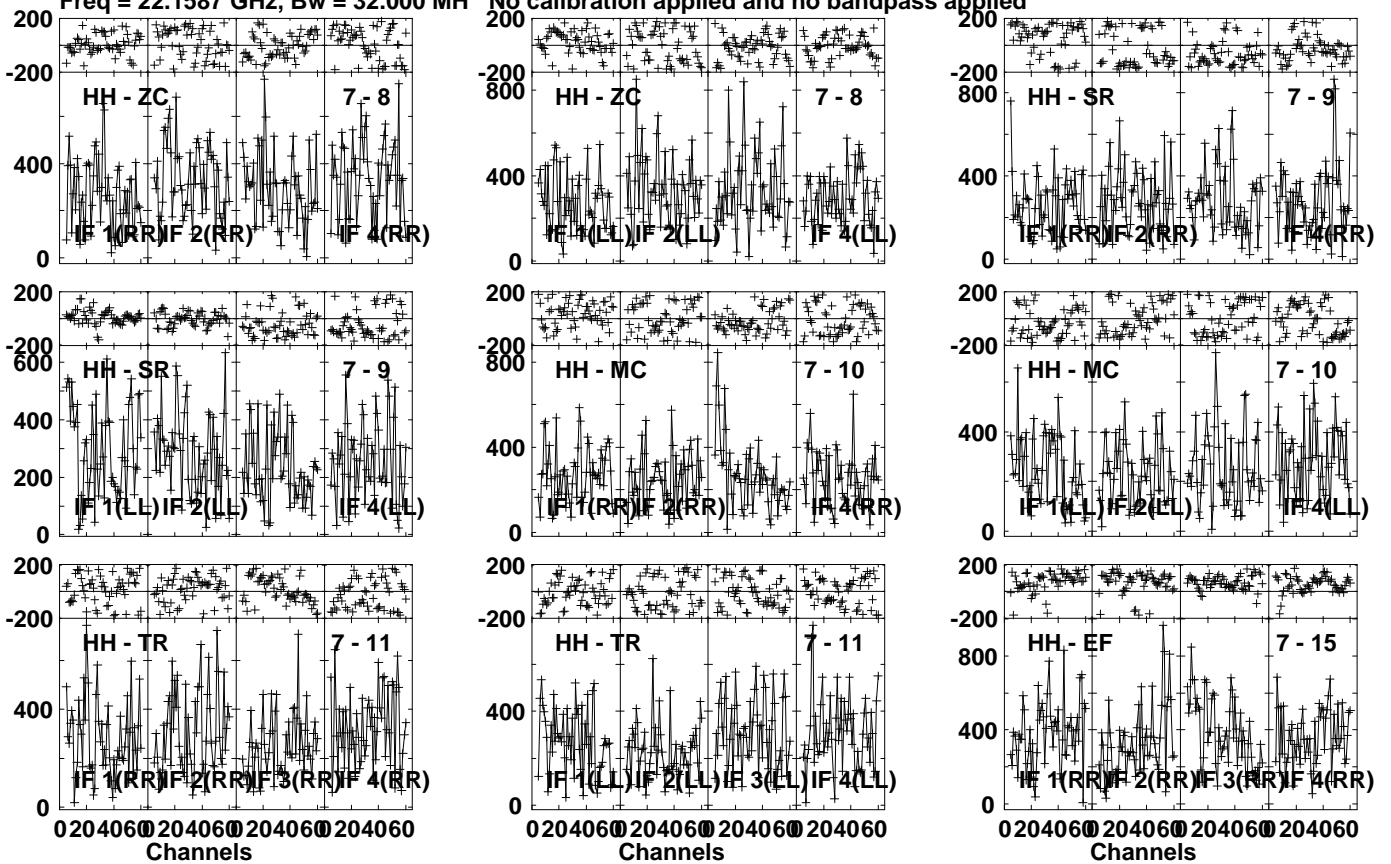 Freq = 22.1587 GHz, Bw = 32.000 MH No calibration applied and no bandpass applied
200
-200
HH - ZC 7 - 8
400
IF 1(RR) IF 2(RR) IF 4(RR)
0
200
-200
800
HH - ZC 7 - 8
400
IF 1(LL) IF 2(LL) IF 4(LL)
0
200
-200
800
HH - SR 7 - 9
400
IF 1(RR) IF 2(RR) IF 4(RR)
0
200
-200
600
HH - SR 7 - 9
400
200
IF 1(LL) IF 2(LL) IF 4(LL)
0
200
-200
800
HH - MC 7 - 10
400
IF 1(RR) IF 2(RR) IF 4(RR)
0
200
-200
HH - MC 7 - 10
400
IF 1(LL) IF 2(LL) IF 4(LL)
0
200
-200
HH - TR 7 - 11
400
IF 1(RR) IF 2(RR) IF 3(RR) IF 4(RR)
0
0 20 40 60 0 20 40 60 0 20 40 60 0 20 40 60
Channels
200
-200
HH - TR 7 - 11
400
IF 1(LL) IF 2(LL) IF 3(LL) IF 4(LL)
0
0 20 40 60 0 20 40 60 0 20 40 60 0 20 40 60
Channels
200
-200
800
HH - EF 7 - 15
400
IF 1(RR) IF 2(RR) IF 3(RR) IF 4(RR)
0
0 20 40 60 0 20 40 60 0 20 40 60 0 20 40 60
Channels